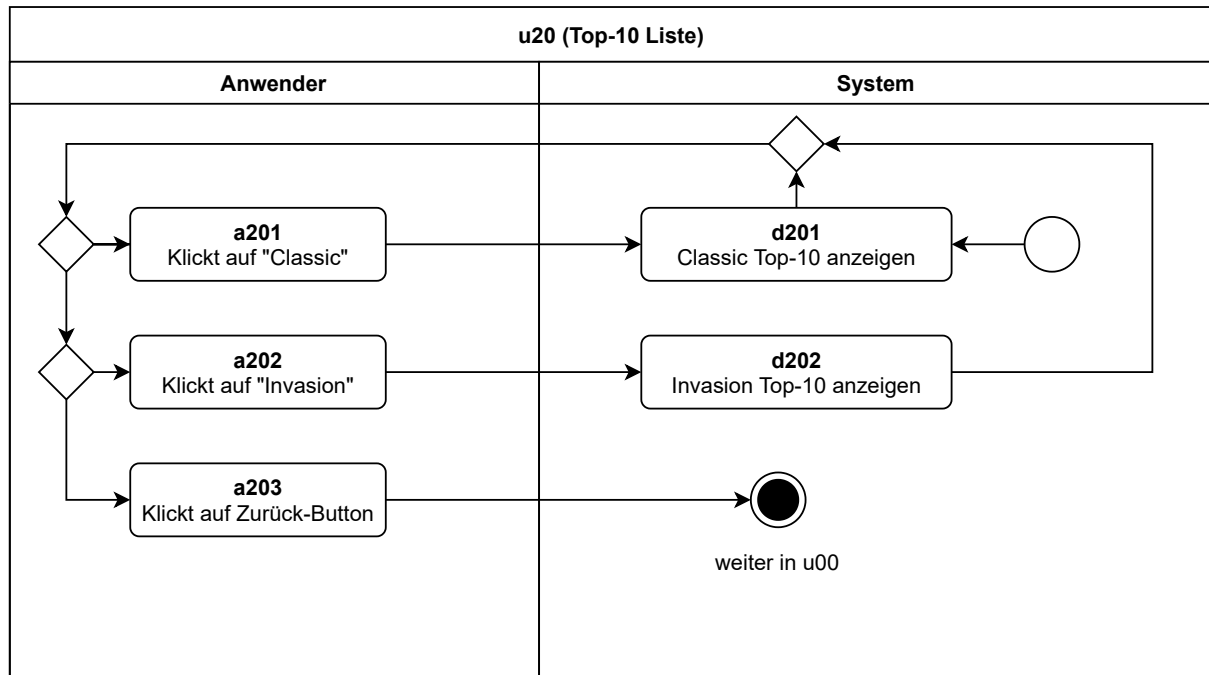 u20 (Top-10 Liste)
Anwender
System
a201
Klickt auf "Classic"
d201
Classic Top-10 anzeigen
a202
Klickt auf "Invasion"
d202
Invasion Top-10 anzeigen
a203
Klickt auf Zurück-Button
weiter in u00